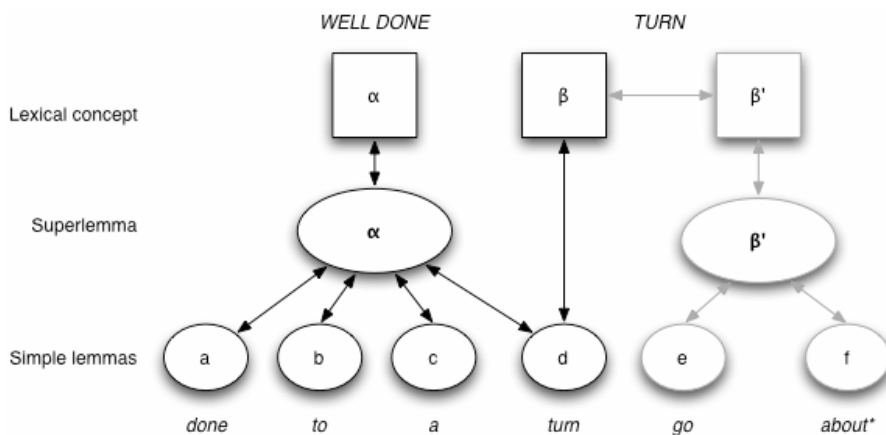 WELL DONE TURN
Lexical concept α β β'
Superlemma α β'
Simple lemmas a b c d e f
done to a turn go about*